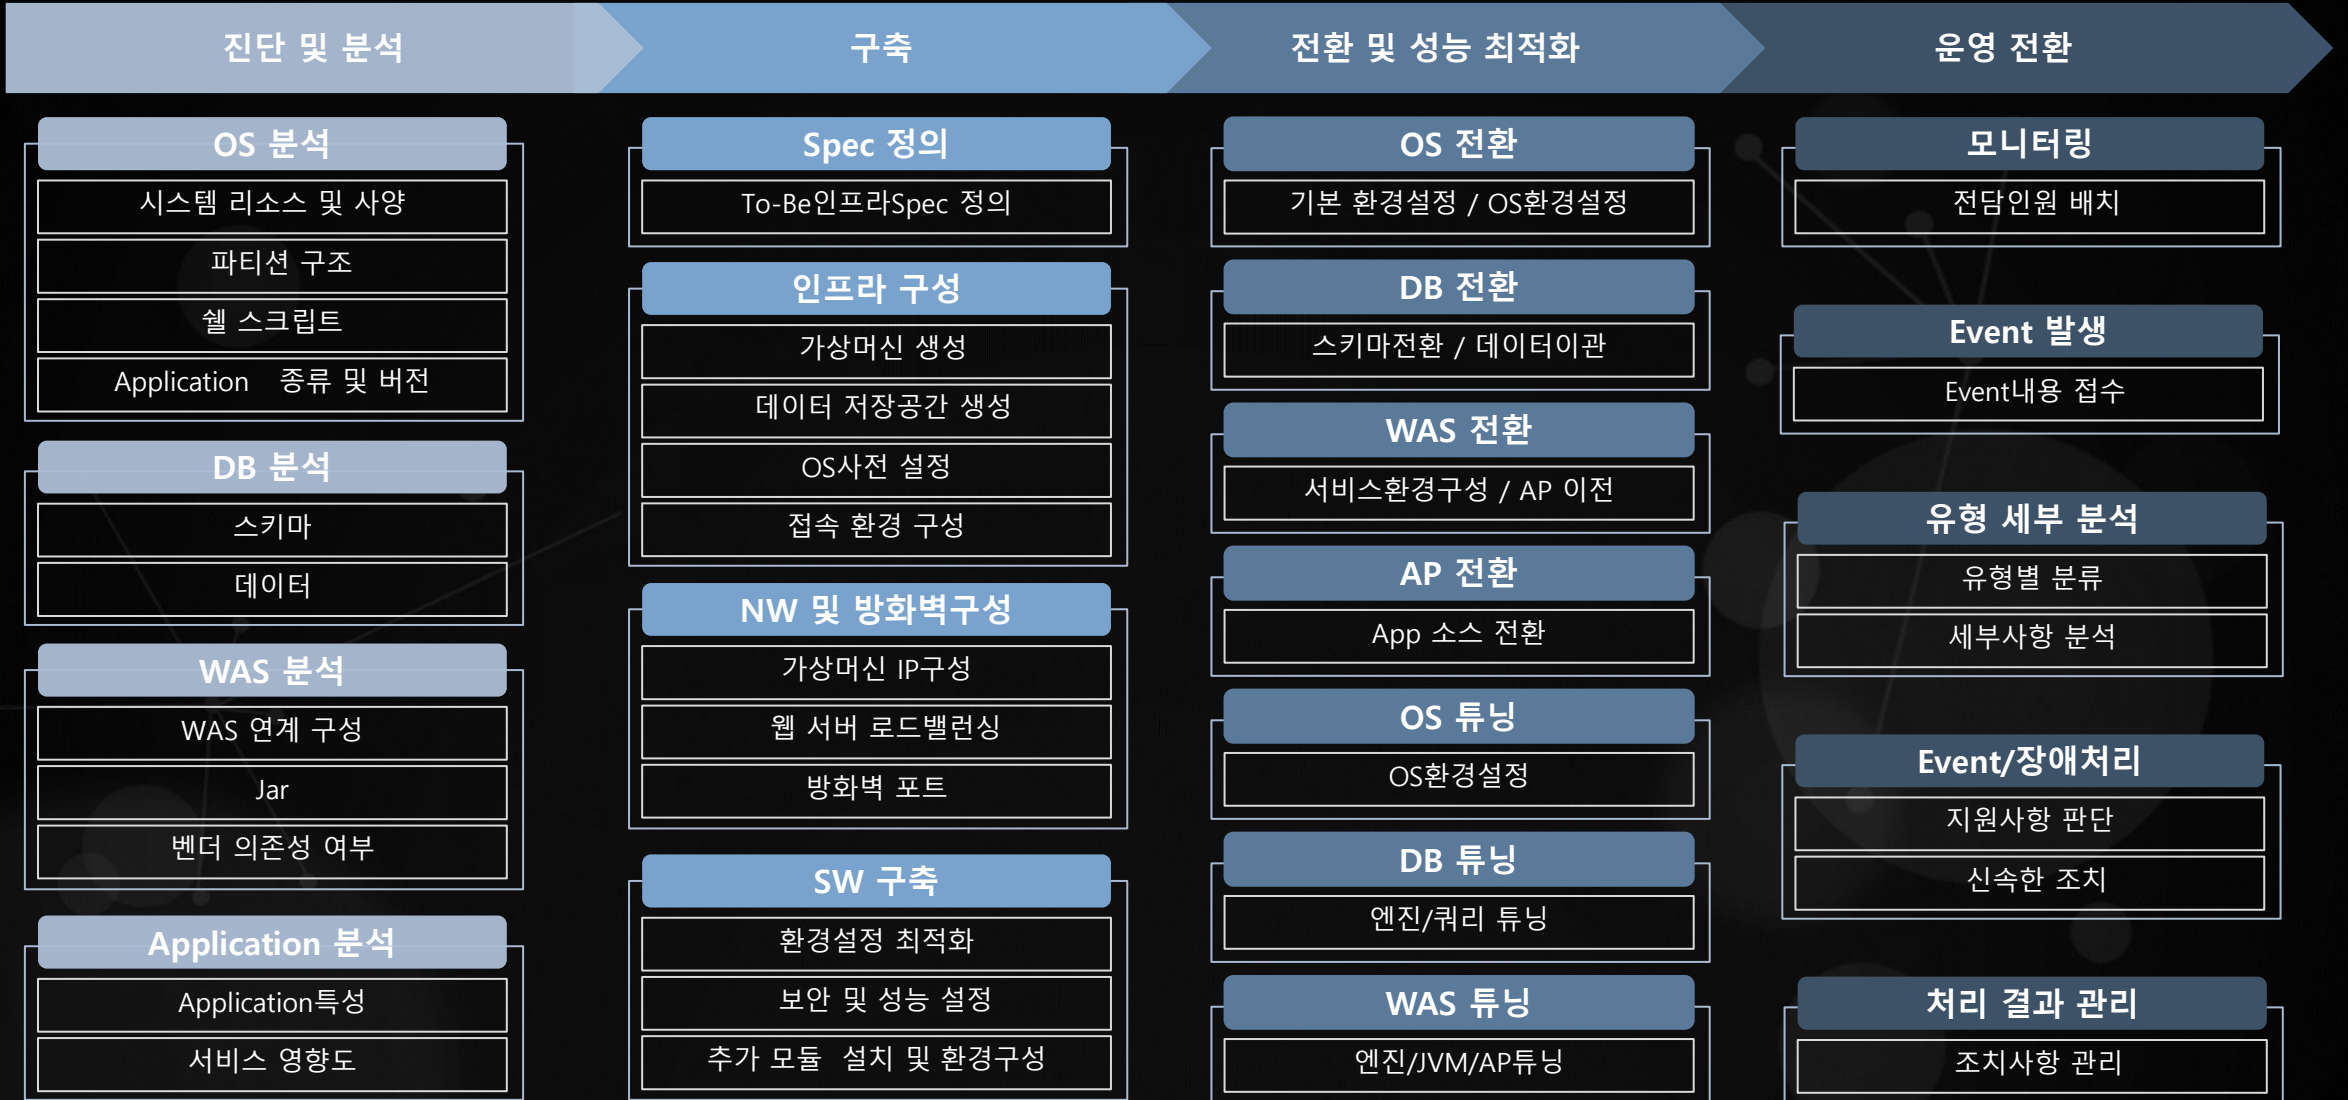 진단 및 분석
구축
전환 및 성능 최적화
운영 전환
OS 분석
시스템 리소스 및 사양
파티션 구조
쉘 스크립트
Application 종류 및 버전
DB 분석
스키마
데이터
WAS 분석
WAS 연계 구성
Jar
벤더 의존성 여부
Application 분석
Application특성
서비스 영향도
Spec 정의
To-Be인프라Spec 정의
인프라 구성
가상머신 생성
데이터 저장공간 생성
OS사전 설정
접속 환경 구성
NW 및 방화벽구성
가상머신 IP구성
웹 서버 로드밸런싱
방화벽 포트
SW 구축
환경설정 최적화
보안 및 성능 설정
추가 모듈 설치 및 환경구성
OS 전환
기본 환경설정 / OS환경설정
DB 전환
스키마전환 / 데이터이관
WAS 전환
서비스환경구성 / AP 이전
AP 전환
App 소스 전환
OS 튜닝
OS환경설정
DB 튜닝
엔진/쿼리 튜닝
WAS 튜닝
엔진/JVM/AP튜닝
모니터링
전담인원 배치
Event 발생
Event내용 접수
유형 세부 분석
유형별 분류
세부사항 분석
Event/장애처리
지원사항 판단
신속한 조치
처리 결과 관리
조치사항 관리